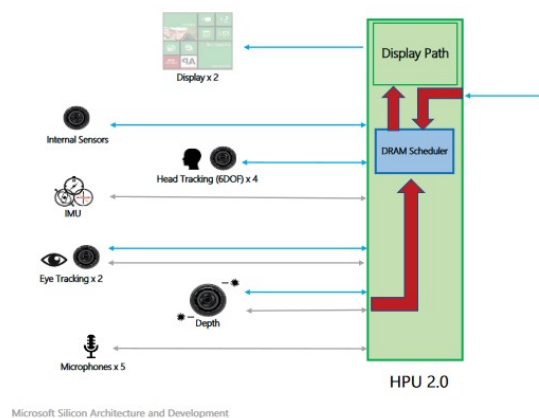 Display Path
Display x 2
DRAM Scheduler
Internal Sensors
Head Tracking (6DOF) x 4
IMU
Eye Tracking x 2
Depth
Microphones x 5
HPU 2.0
Microsoft Silicon Architecture and Development